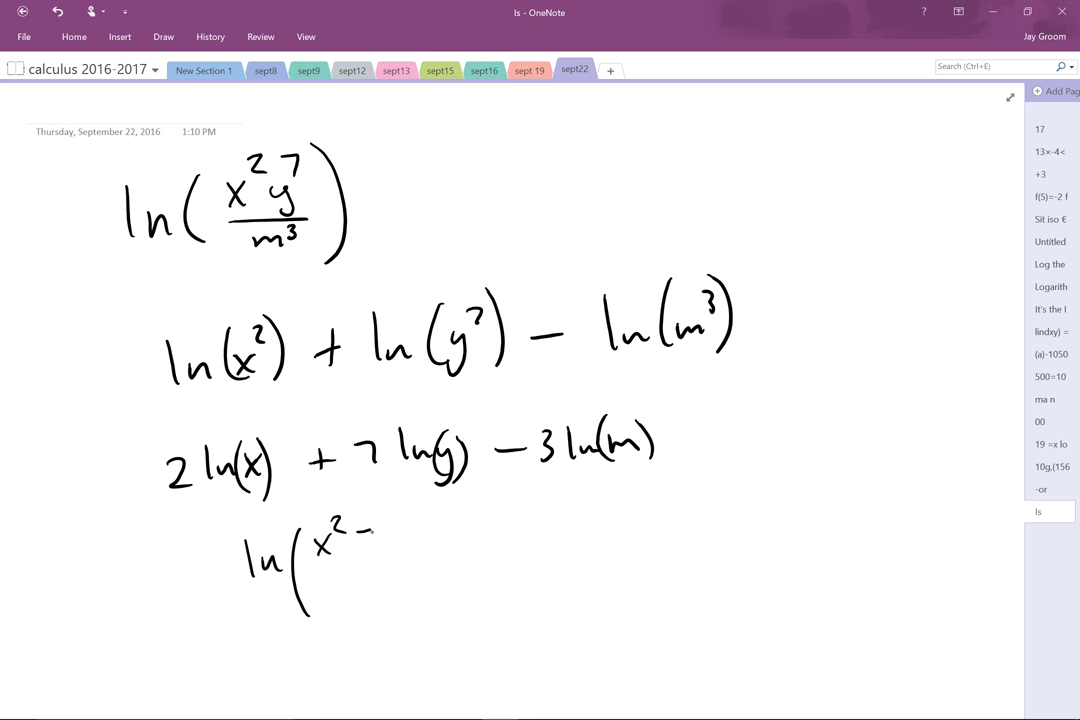 ls - OneNote
?
File Home Insert Draw History Review View
Jay Groom
calculus 2016-2017 New Section 1 sept8 sept9 sept12 sept13 sept15 sept16 sept 19 sept22 +
Search (Ctrl+E)
Add Pag
Thursday, September 22, 2016 1:10 PM
ln(x²y⁷/m³)
ln(x²) + ln(y⁷) − ln(m³)
2 ln(x) + 7 ln(y) − 3 ln(m)
ln(x² −
17
13×-4<
+3
f(5)=-2 f
Sit iso €
Untitled
Log the
Logarith
It's the I
lindxy) =
(a)-1050
500=10
ma n
00
19 =x lo
10g,(156
-or
ls